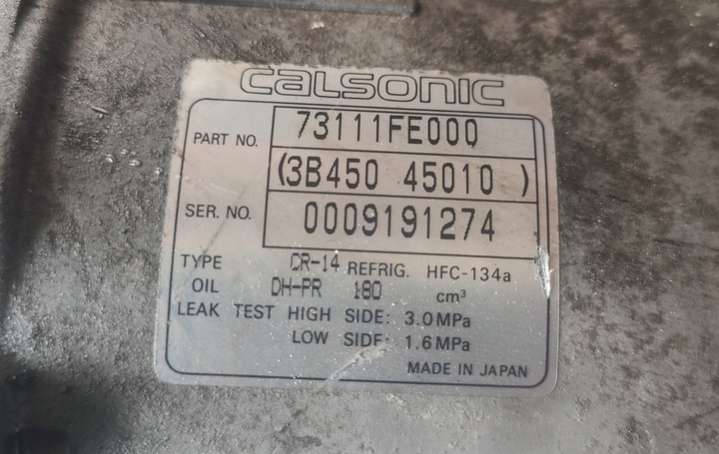 CALSONIC
PART NO. 73111FE000
(3B450 45010 )
SER. NO. 0009191274
TYPE CR-14 REFRIG. HFC-134a
OIL DH-PR 180 cm³
LEAK TEST HIGH SIDE: 3.0MPa
LOW SIDE: 1.6MPa
MADE IN JAPAN